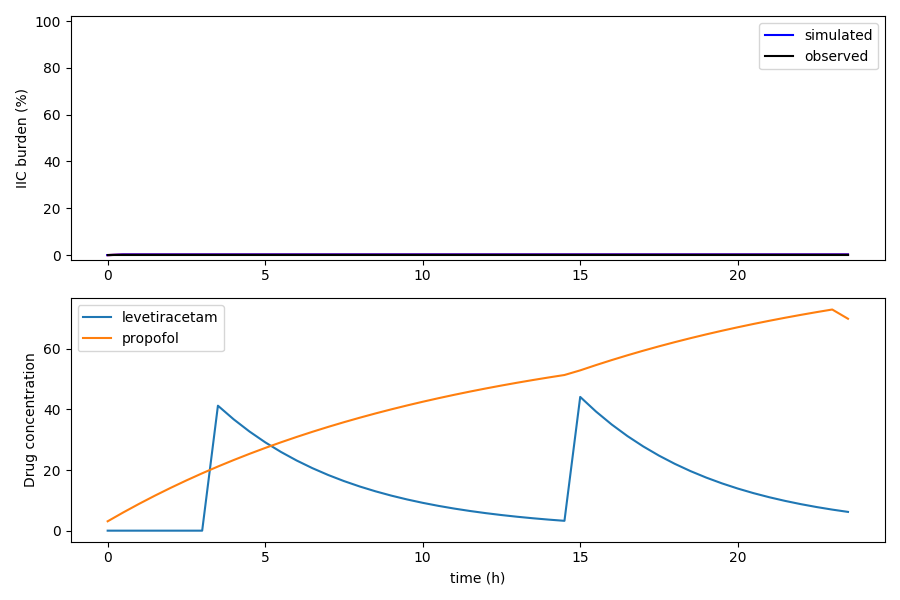 100
80
60
40
20
0
IIC burden (%)
simulated
observed
0 5 10 15 20
levetiracetam
propofol
60
40
20
0
Drug concentration
0 5 10 15 20
time (h)